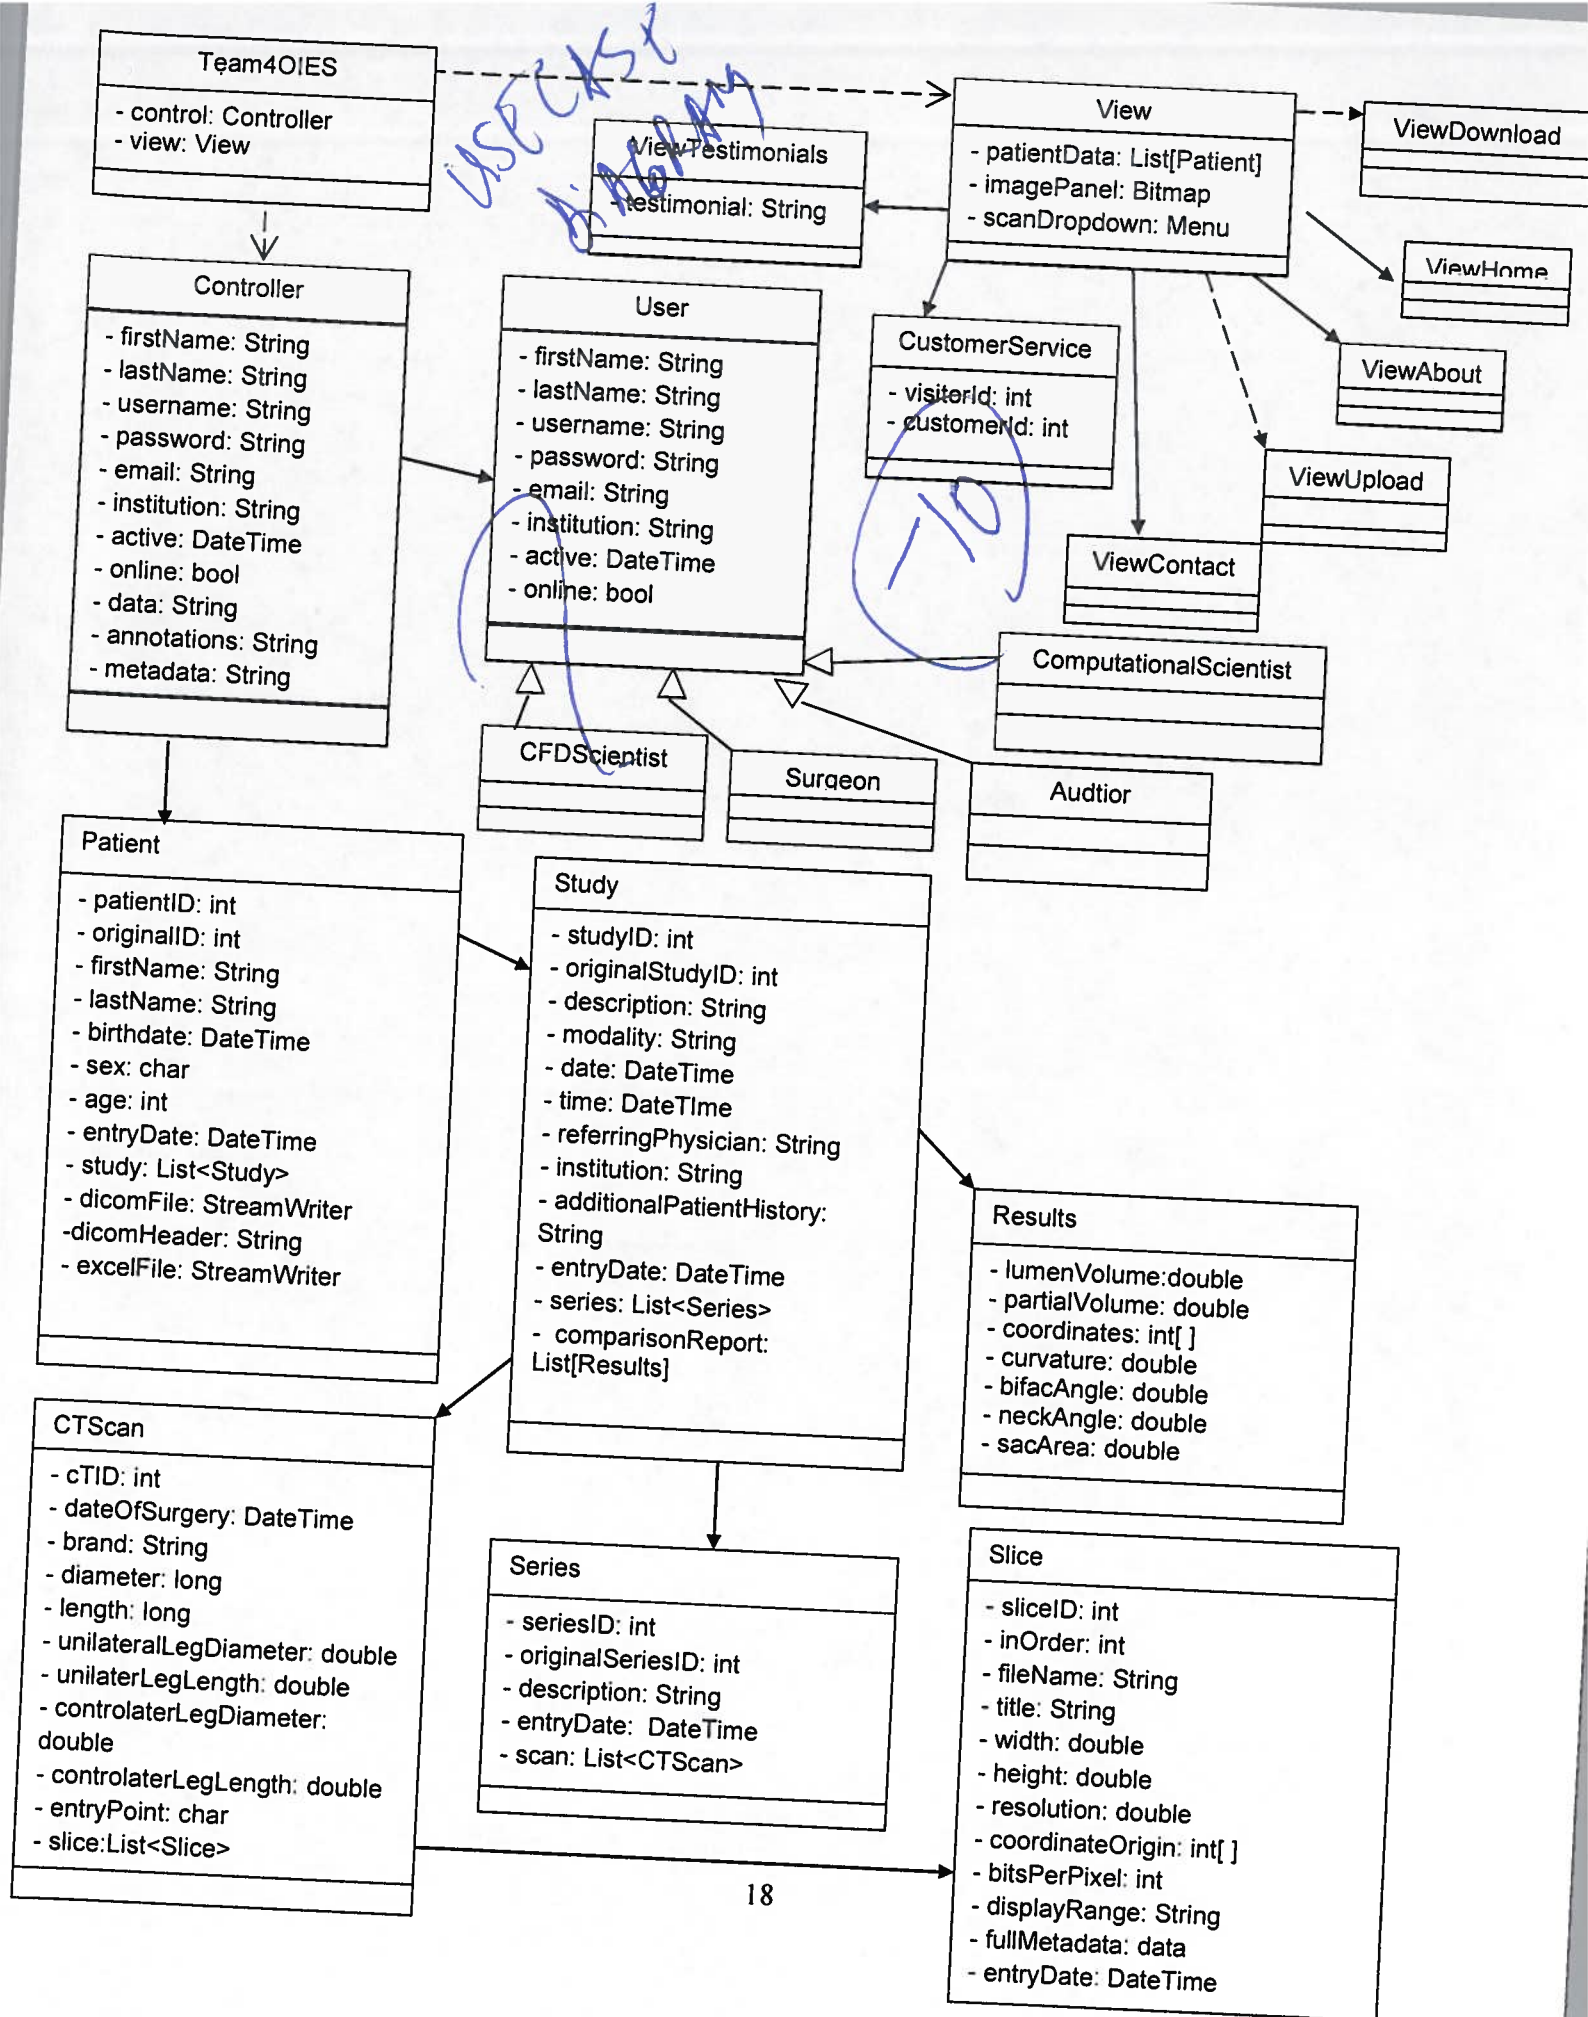 Team4OIES
- control: Controller
- view: View
USECASE
DiAGRAM
View
- patientData: List[Patient]
- imagePanel: Bitmap
- scanDropdown: Menu
ViewDownload
ViewTestimonials
- testimonial: String
ViewHome
Controller
- firstName: String
- lastName: String
- username: String
- password: String
- email: String
- institution: String
- active: DateTime
- online: bool
- data: String
- annotations: String
- metadata: String
User
- firstName: String
- lastName: String
- username: String
- password: String
- email: String
- institution: String
- active: DateTime
- online: bool
CustomerService
- visitorId: int
- customerId: int
-10
ViewAbout
ViewUpload
ViewContact
ComputationalScientist
CFDScientist
Surgeon
Audtior
Patient
- patientID: int
- originalID: int
- firstName: String
- lastName: String
- birthdate: DateTime
- sex: char
- age: int
- entryDate: DateTime
- study: List<Study>
- dicomFile: StreamWriter
-dicomHeader: String
- excelFile: StreamWriter
Study
- studyID: int
- originalStudyID: int
- description: String
- modality: String
- date: DateTime
- time: DateTIme
- referringPhysician: String
- institution: String
- additionalPatientHistory:
String
- entryDate: DateTime
- series: List<Series>
- comparisonReport:
List[Results]
Results
- lumenVolume:double
- partialVolume: double
- coordinates: int[ ]
- curvature: double
- bifacAngle: double
- neckAngle: double
- sacArea: double
CTScan
- cTID: int
- dateOfSurgery: DateTime
- brand: String
- diameter: long
- length: long
- unilateralLegDiameter: double
- unilaterLegLength: double
- controlaterLegDiameter:
double
- controlaterLegLength: double
- entryPoint: char
- slice:List<Slice>
Series
- seriesID: int
- originalSeriesID: int
- description: String
- entryDate: DateTime
- scan: List<CTScan>
Slice
- sliceID: int
- inOrder: int
- fileName: String
- title: String
- width: double
- height: double
- resolution: double
- coordinateOrigin: int[ ]
- bitsPerPixel: int
- displayRange: String
- fullMetadata: data
- entryDate: DateTime
18